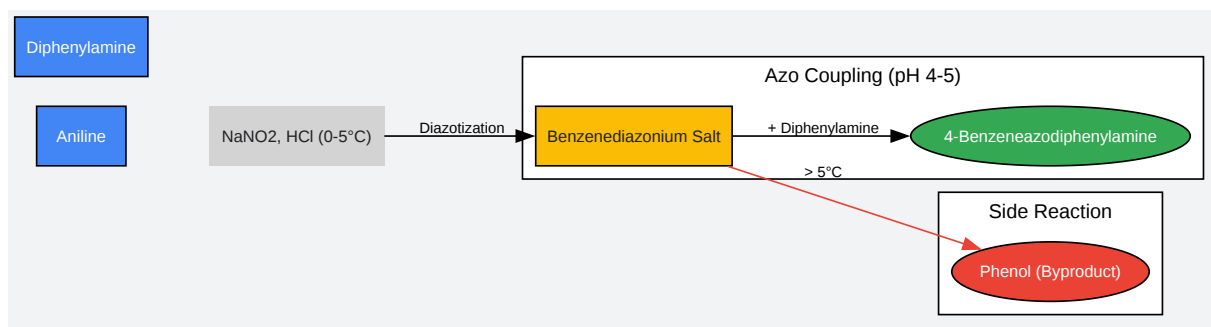 Diphenylamine
Aniline
NaNO2, HCl (0-5°C)
Diazotization
Azo Coupling (pH 4-5)
Benzenediazonium Salt
+ Diphenylamine
4-Benzeneazodiphenylamine
> 5°C
Side Reaction
Phenol (Byproduct)